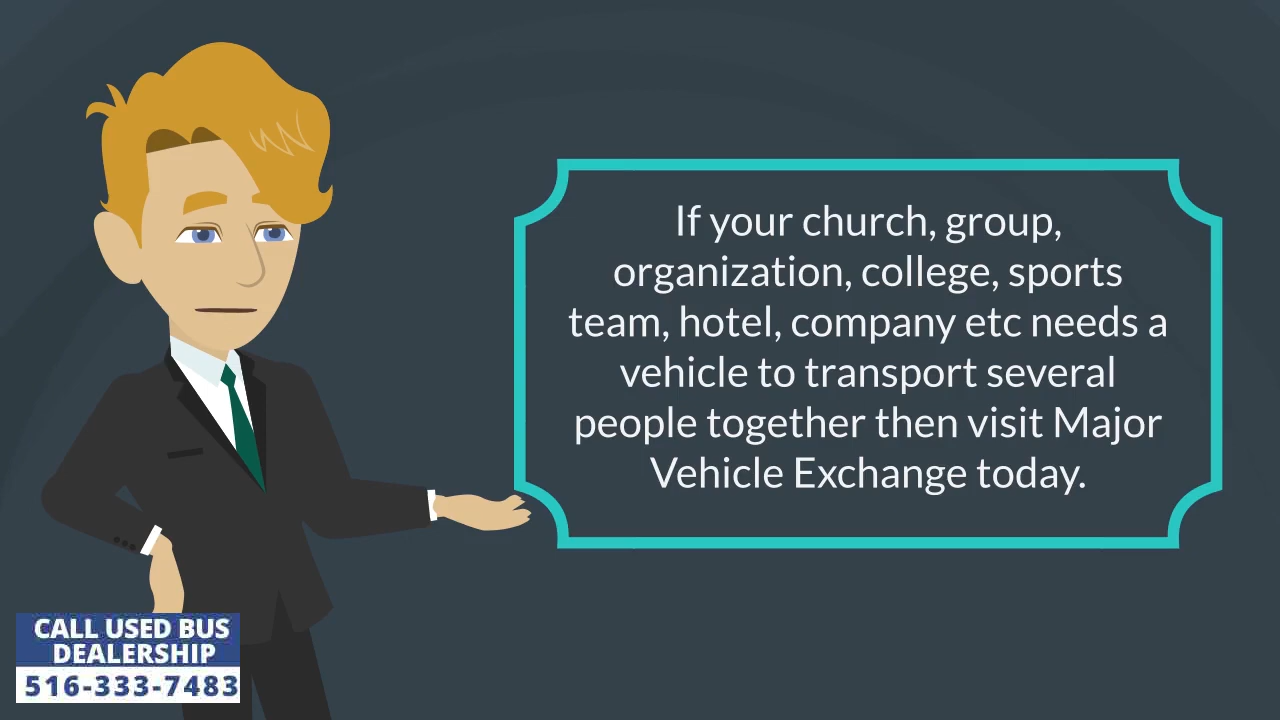 If your church, group,
organization, college, sports
team, hotel, company etc needs a
vehicle to transport several
people together then visit Major
Vehicle Exchange today.
CALL USED BUS
DEALERSHIP
516-333-7483